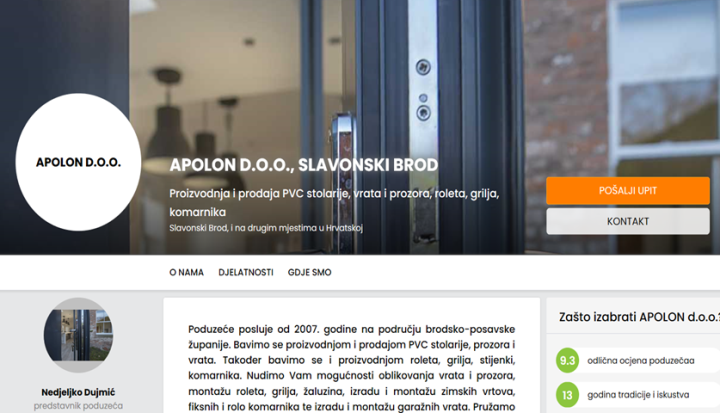 APOLON D.O.O.
APOLON D.O.O., SLAVONSKI BROD
Proizvodnja i prodaja PVC stolarije, vrata i prozora, roleta, grilja,
komarnika
Slavonski Brod, i na drugim mjestima u Hrvatskoj
POŠALJI UPIT
KONTAKT
O NAMA DJELATNOSTI GDJE SMO
Nedjeljko Dujmić
predstavnik poduzeća
Poduzeće posluje od 2007. godine na području brodsko-posavske
županije. Bavimo se proizvodnjom i prodajom PVC stolarije, prozora i
vrata. Također bavimo se i proizvodnjom roleta, grilja, stijenki,
komarnika. Nudimo Vam mogućnosti oblikovanja vrata i prozora,
montažu roleta, grilja, žaluzina, izradu i montažu zimskih vrtova,
fiksnih i rolo komarnika te izradu i montažu garažnih vrata. Pružamo
Zašto izabrati APOLON d.o.o.?
9.3 odlična ocjena poduzećaa
13 godina tradicije i iskustva